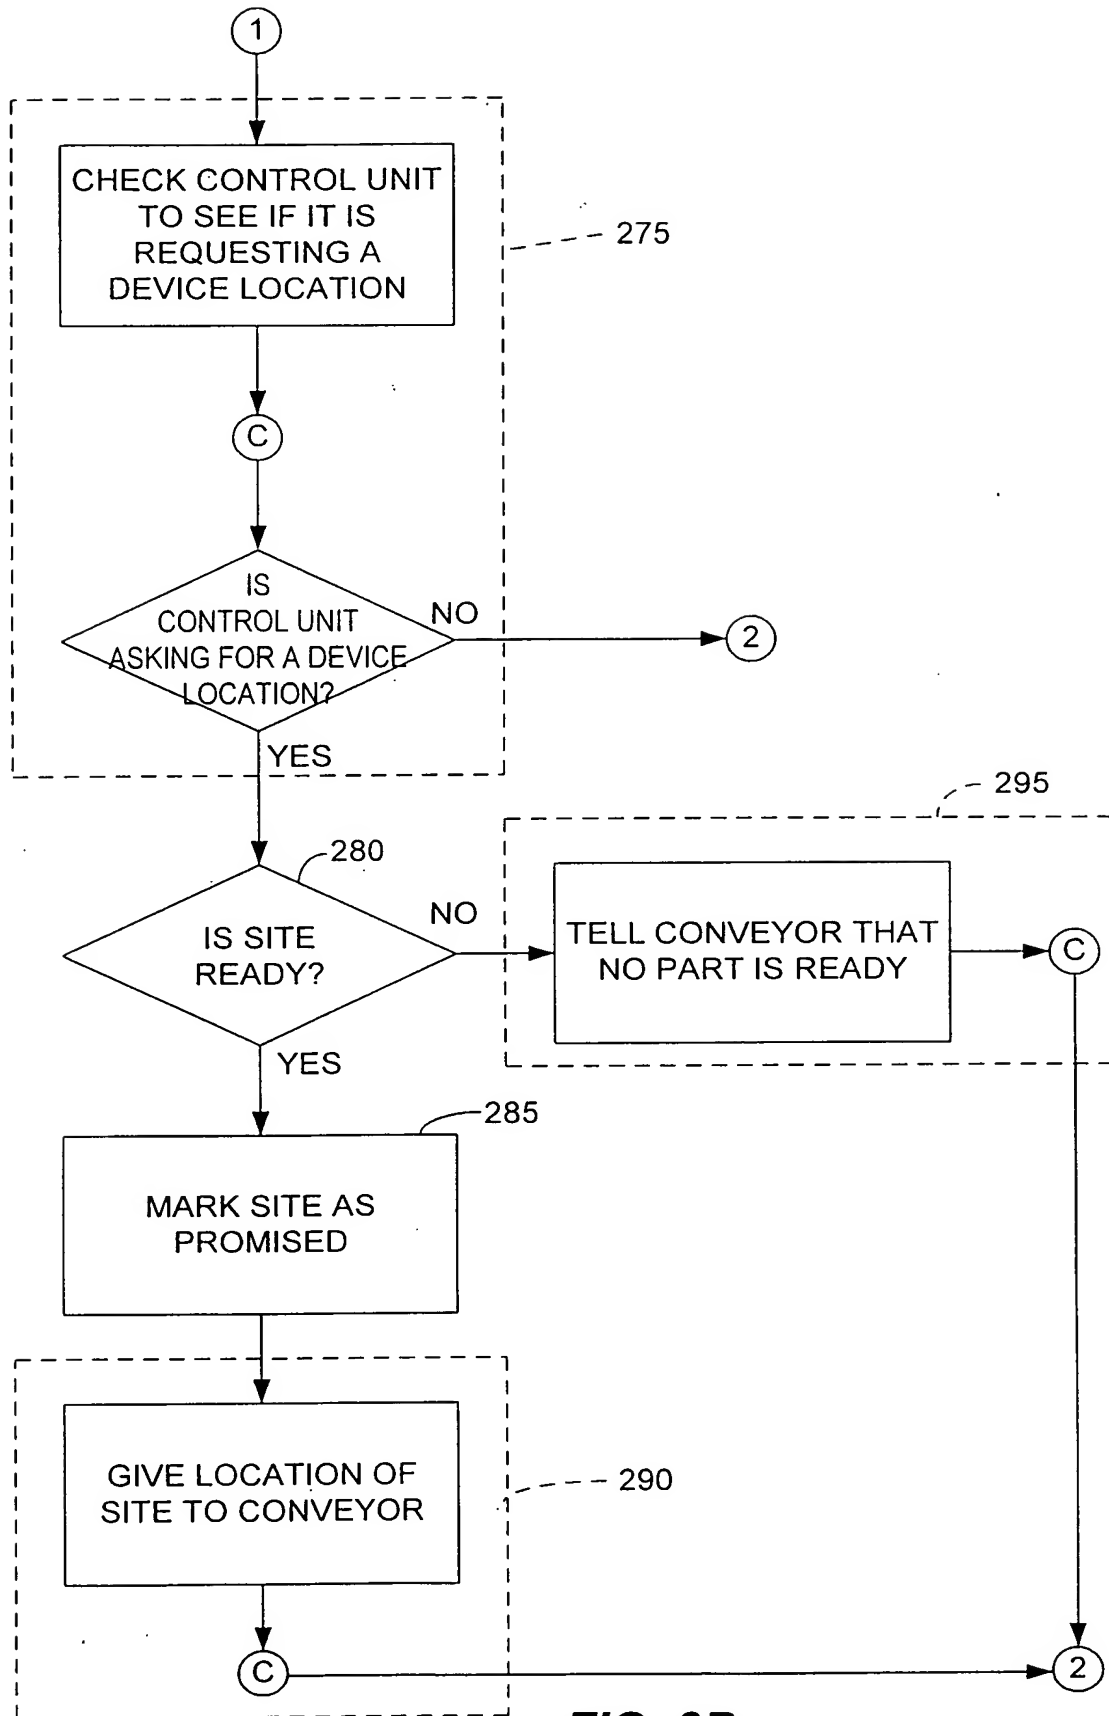 1
CHECK CONTROL UNIT
TO SEE IF IT IS
REQUESTING A
DEVICE LOCATION
275
C
IS
CONTROL UNIT
ASKING FOR A DEVICE
LOCATION?
NO
2
YES
295
280
IS SITE
READY?
NO
TELL CONVEYOR THAT
NO PART IS READY
C
YES
285
MARK SITE AS
PROMISED
GIVE LOCATION OF
SITE TO CONVEYOR
290
C
2